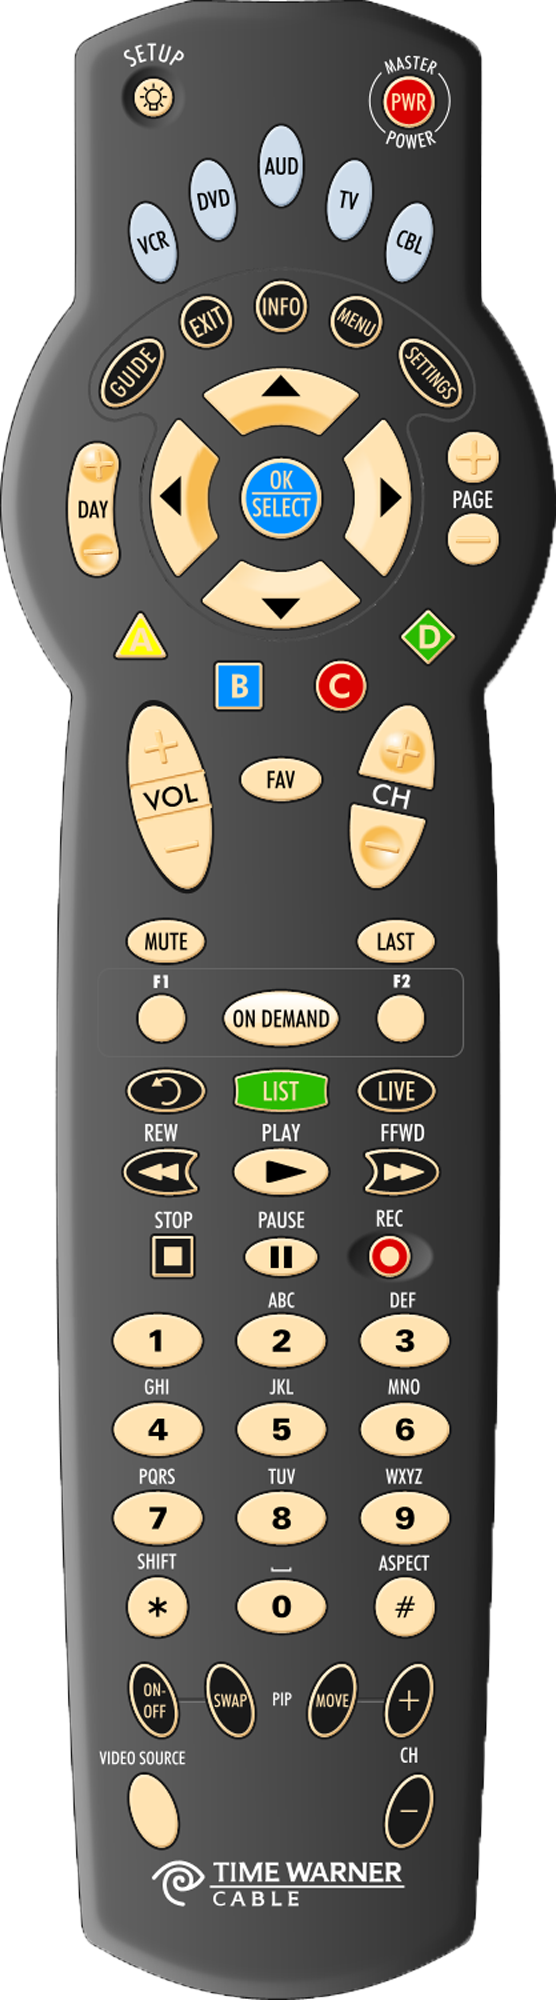 SETUP
MASTER
PWR
POWER
AUD
DVD TV
VCR CBL
INFO
EXIT MENU
GUIDE SETTINGS
+ +
OK
DAY SELECT PAGE
- -
A D
B C
+ +
VOL FAV CH
- -
MUTE LAST
F1 F2
ON DEMAND
LIST LIVE
REW PLAY FFWD
STOP PAUSE REC
ABC DEF
1 2 3
GHI JKL MNO
4 5 6
PQRS TUV WXYZ
7 8 9
SHIFT ASPECT
* 0 #
ON-
OFF SWAP PIP MOVE +
VIDEO SOURCE CH
-
TIME WARNER
CABLE